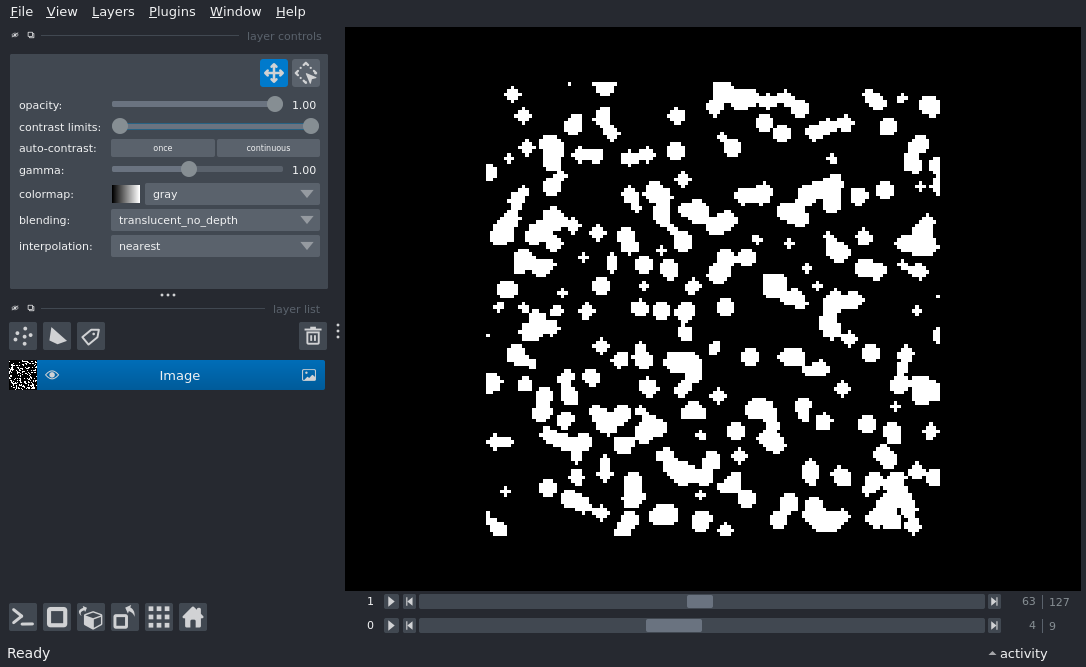 File View Layers Plugins Window Help
layer controls
opacity: 1.00
contrast limits:
auto-contrast: once continuous
gamma: 1.00
colormap: gray
blending: translucent_no_depth
interpolation: nearest
layer list
Image
1 63 127
0 4 9
Ready activity